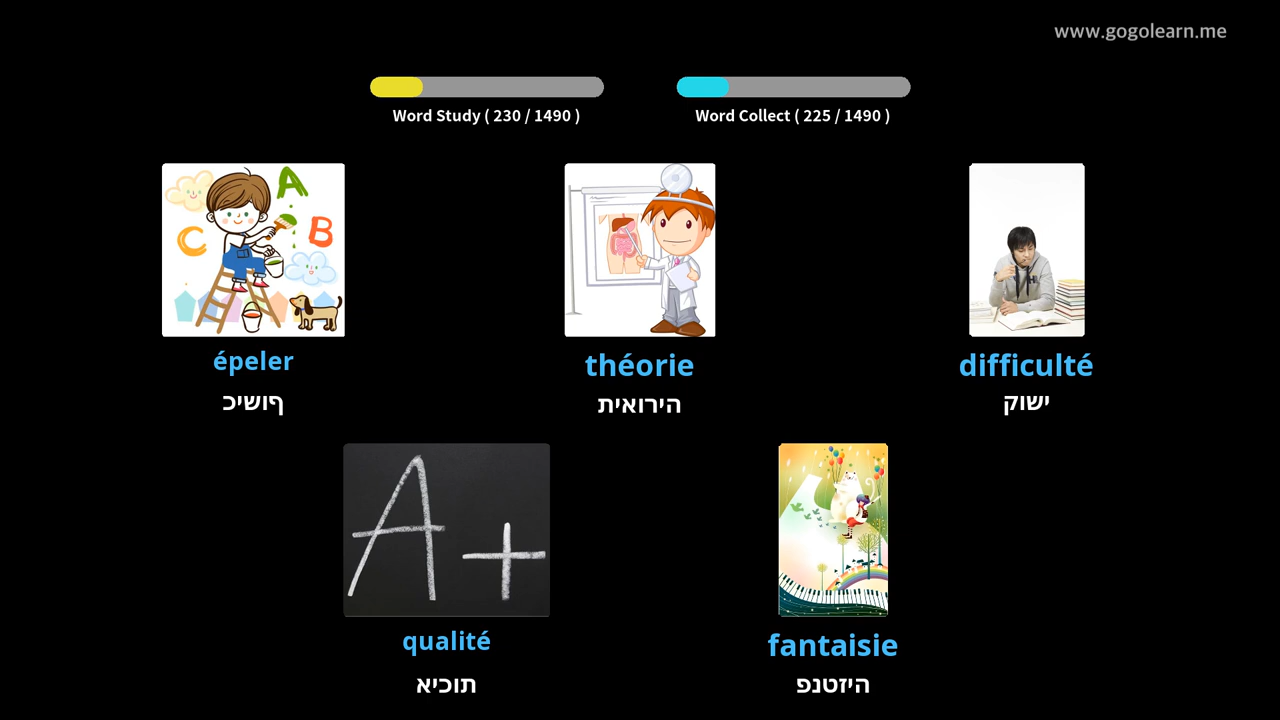 www.gogolearn.me
Word Study ( 230 / 1490 )
Word Collect ( 225 / 1490 )
A
B
C
épeler
ףושיכ
théorie
הירואית
difficulté
ישוק
A+
qualité
תוכיא
fantaisie
היזטנפ